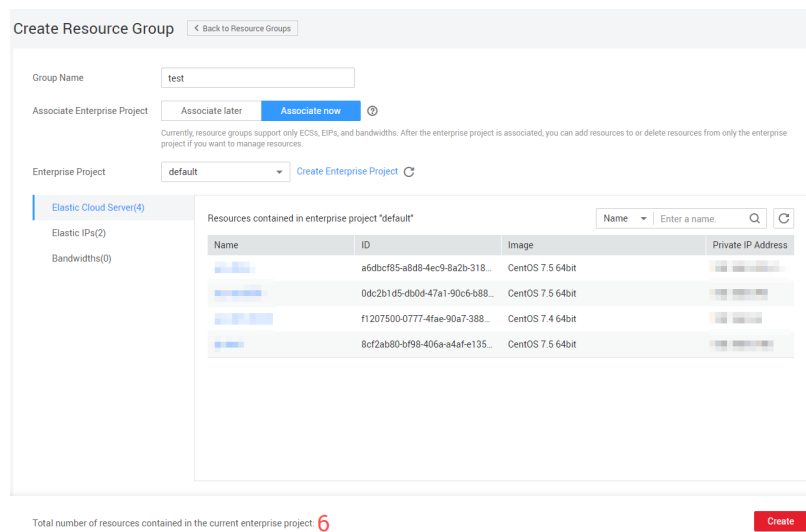 Create Resource Group < Back to Resource Groups
Group Name test
Associate Enterprise Project Associate later Associate now ?
Currently, resource groups support only ECSs, EIPs, and bandwidths. After the enterprise project is associated, you can add resources to or delete resources from only the enterprise
project if you want to manage resources.
Enterprise Project default Create Enterprise Project
Elastic Cloud Server(4)
Elastic IPs(2)
Bandwidths(0)
Resources contained in enterprise project "default" Name Enter a name.
Name ID Image Private IP Address
a6dbcf85-a8d8-4ec9-8a2b-318... CentOS 7.5 64bit
0dc2b1d5-db0d-47a1-90c6-b88... CentOS 7.5 64bit
f1207500-0777-4fae-90a7-388... CentOS 7.4 64bit
8cf2ab80-bf98-406a-a4af-e135... CentOS 7.5 64bit
Total number of resources contained in the current enterprise project: 6 Create